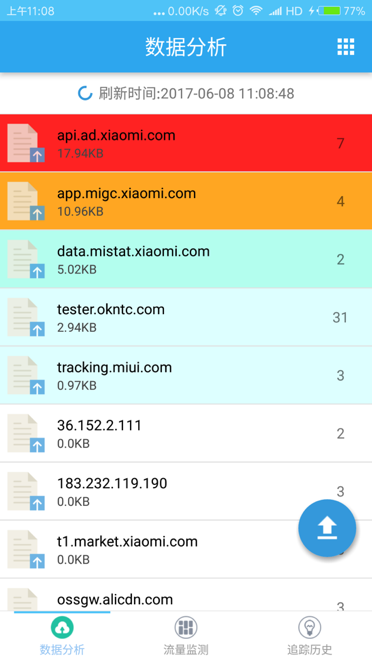 上午11:08
... 0.00K/s HD 77%
数据分析
刷新时间:2017-06-08 11:08:48
api.ad.xiaomi.com
17.94KB
7
app.migc.xiaomi.com
10.96KB
4
data.mistat.xiaomi.com
5.02KB
2
tester.okntc.com
2.94KB
31
tracking.miui.com
0.97KB
3
36.152.2.111
0.0KB
2
183.232.119.190
0.0KB
3
t1.market.xiaomi.com
0.0KB
ossgw.alicdn.com
3
数据分析
流量监测
追踪历史